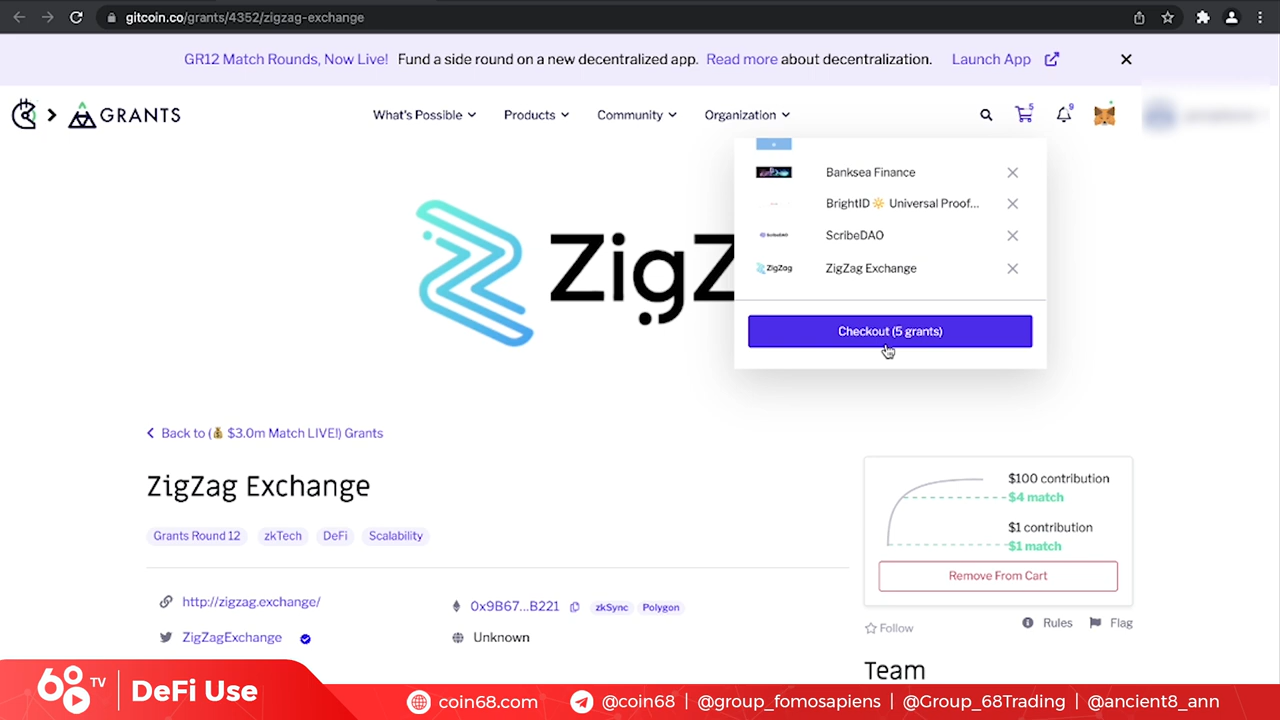 gitcoin.co/grants/4352/zigzag-exchange
GR12 Match Rounds, Now Live! Fund a side round on a new decentralized app. Read more about decentralization. Launch App
GRANTS
What's Possible
Products
Community
Organization
5
9
Banksea Finance
BrightID 🔆 Universal Proof...
ScribeDAO
ScribeDAO
ZigZag
ZigZag Exchange
Checkout (5 grants)
ZigZ
Back to (💰 $3.0m Match LIVE!) Grants
ZigZag Exchange
Grants Round 12
zkTech
DeFi
Scalability
$100 contribution
$4 match
$1 contribution
$1 match
Remove From Cart
http://zigzag.exchange/
0x9B67...B221
zkSync
Polygon
ZigZagExchange
Unknown
Follow
Rules
Flag
Team
68 TV
DeFi Use
coin68.com
@coin68 | @group_fomosapiens | @Group_68Trading | @ancient8_ann